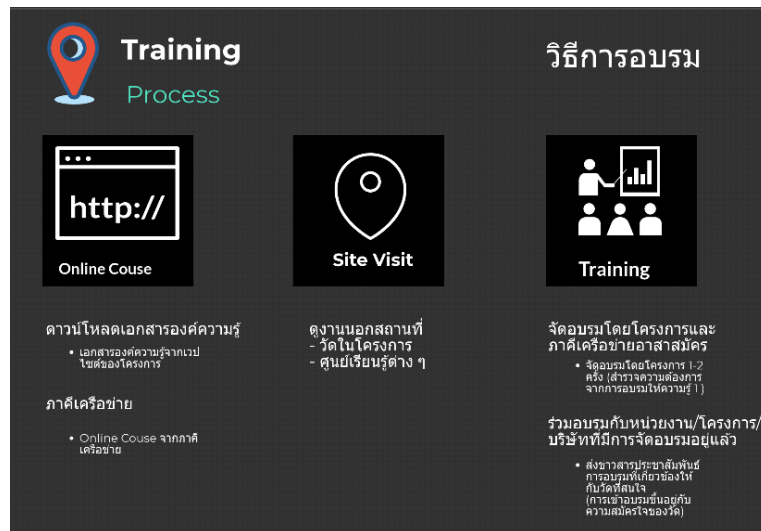 Training
Process
วิธีการอบรม
http://
Online Couse
Site Visit
Training
ดาวน์โหลดเอกสารองค์ความรู้
• เอกสารองค์ความรู้จากเวป
ไซต์ของโครงการ
ภาคีเครือข่าย
• Online Couse จากภาคี
เครือข่าย
ดูงานนอกสถานที่
- วัดในโครงการ
- ศูนย์เรียนรู้ต่าง ๆ
จัดอบรมโดยโครงการและ
ภาคีเครือข่ายอาสาสมัคร
• จัดอบรมโดยโครงการ 1-2
ครั้ง (สำรวจความต้องการ
จากการอบรมให้ความรู้ 1 )
ร่วมอบรมกับหน่วยงาน/โครงการ/
บริษัทที่มีการจัดอบรมอยู่แล้ว
• ส่งข่าวสารประชาสัมพันธ์
การอบรมที่เกี่ยวข้องให้
กับวัดที่สนใจ
(การเข้าอบรมขึ้นอยู่กับ
ความสมัครใจของวัด)